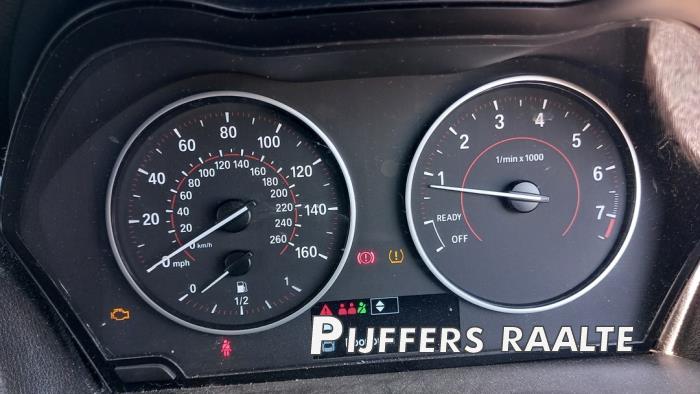 20 40 60 80 100 120 140 160
0 mph
20 40 60 80 100 120 140 160 180 200 220 240 260
0 km/h
0 1/2 1
1 2 3 4 5 6 7
1/min x 1000
READY
OFF
PIJFFERS RAALTE